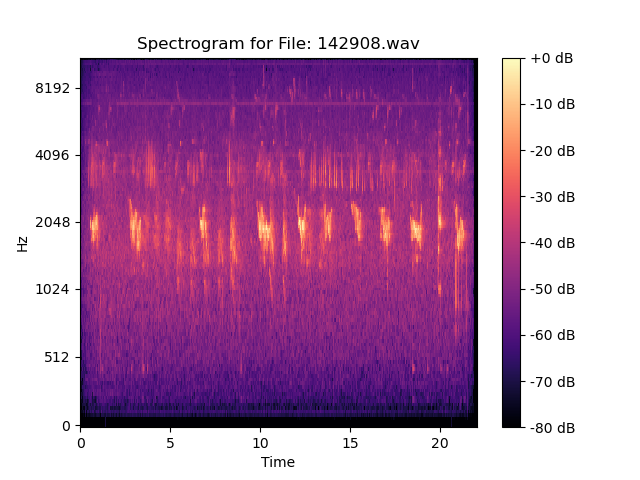 Spectrogram for File: 142908.wav
Hz
8192
4096
2048
1024
512
0
0 5 10 15 20
Time
+0 dB
-10 dB
-20 dB
-30 dB
-40 dB
-50 dB
-60 dB
-70 dB
-80 dB